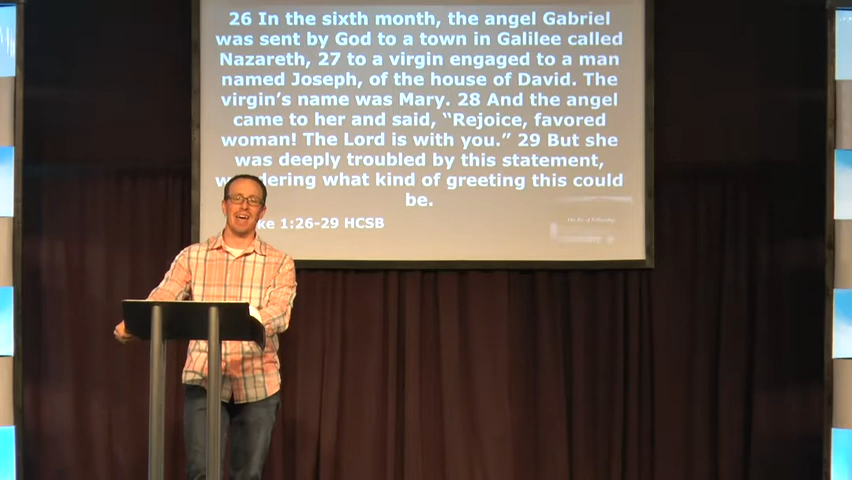 26 In the sixth month, the angel Gabriel
was sent by God to a town in Galilee called
Nazareth, 27 to a virgin engaged to a man
named Joseph, of the house of David. The
virgin's name was Mary. 28 And the angel
came to her and said, “Rejoice, favored
woman! The Lord is with you.” 29 But she
was deeply troubled by this statement,
what kind of greeting this could
be.
1:26-29 HCSB